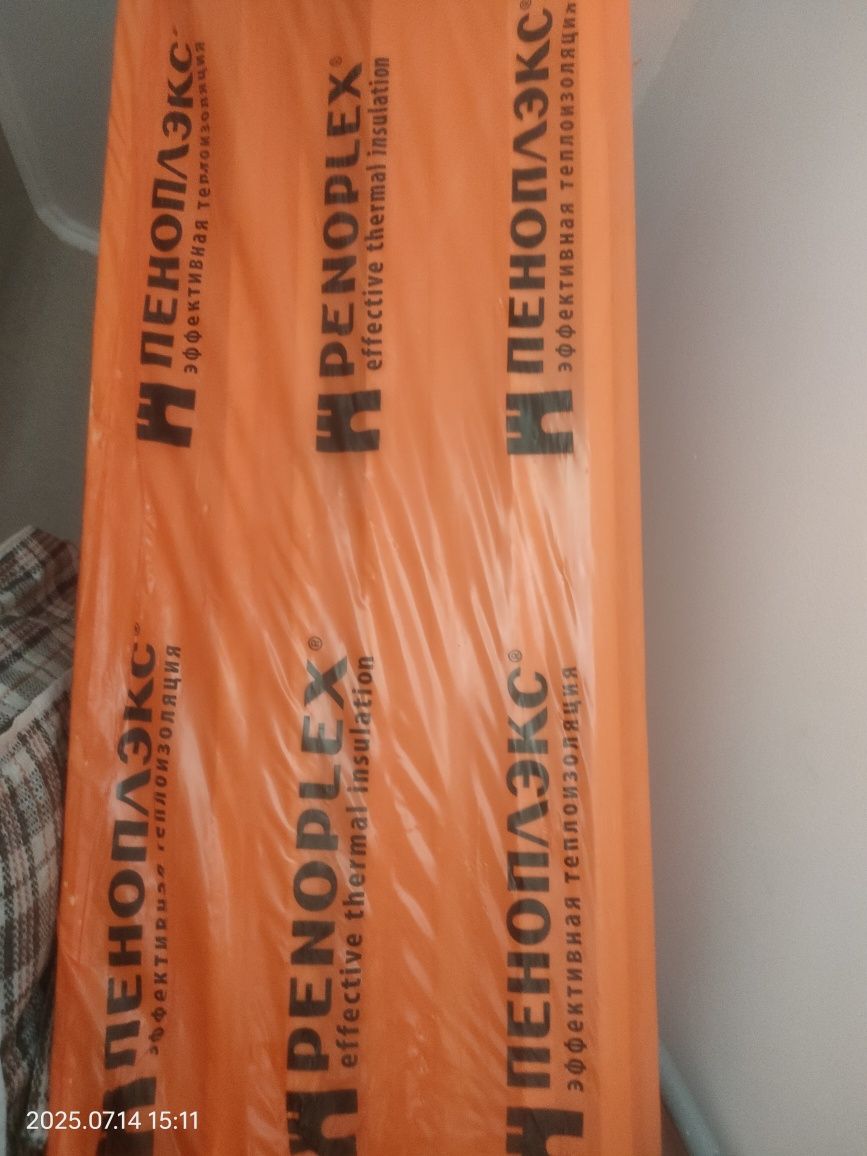 ПЕНОПЛЭКС®
эффективная теплоизоляция
PENOPLEX®
effective thermal insulation
ПЕНОПЛЭКС®
эффективная теплоизоляция
ПЕНОПЛЭКС®
эффективная теплоизоляция
PENOPLEX®
effective thermal insulation
ПЕНОПЛЭКС®
эффективная теплоизоляция
2025.07.14 15:11